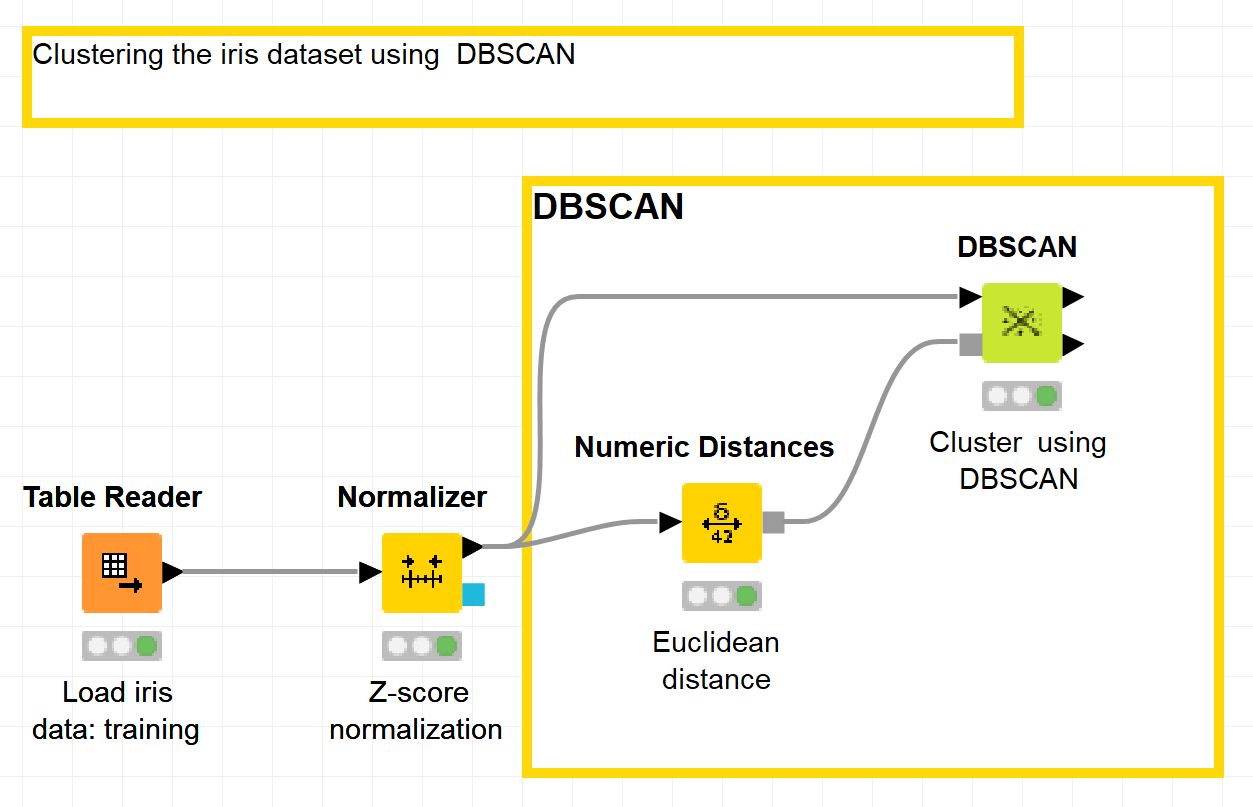 Clustering the iris dataset using  DBSCAN
DBSCAN
DBSCAN
Cluster  using
DBSCAN
Numeric Distances
δ
42
Euclidean
distance
Table Reader
Load iris
data: training
Normalizer
Z-score
normalization